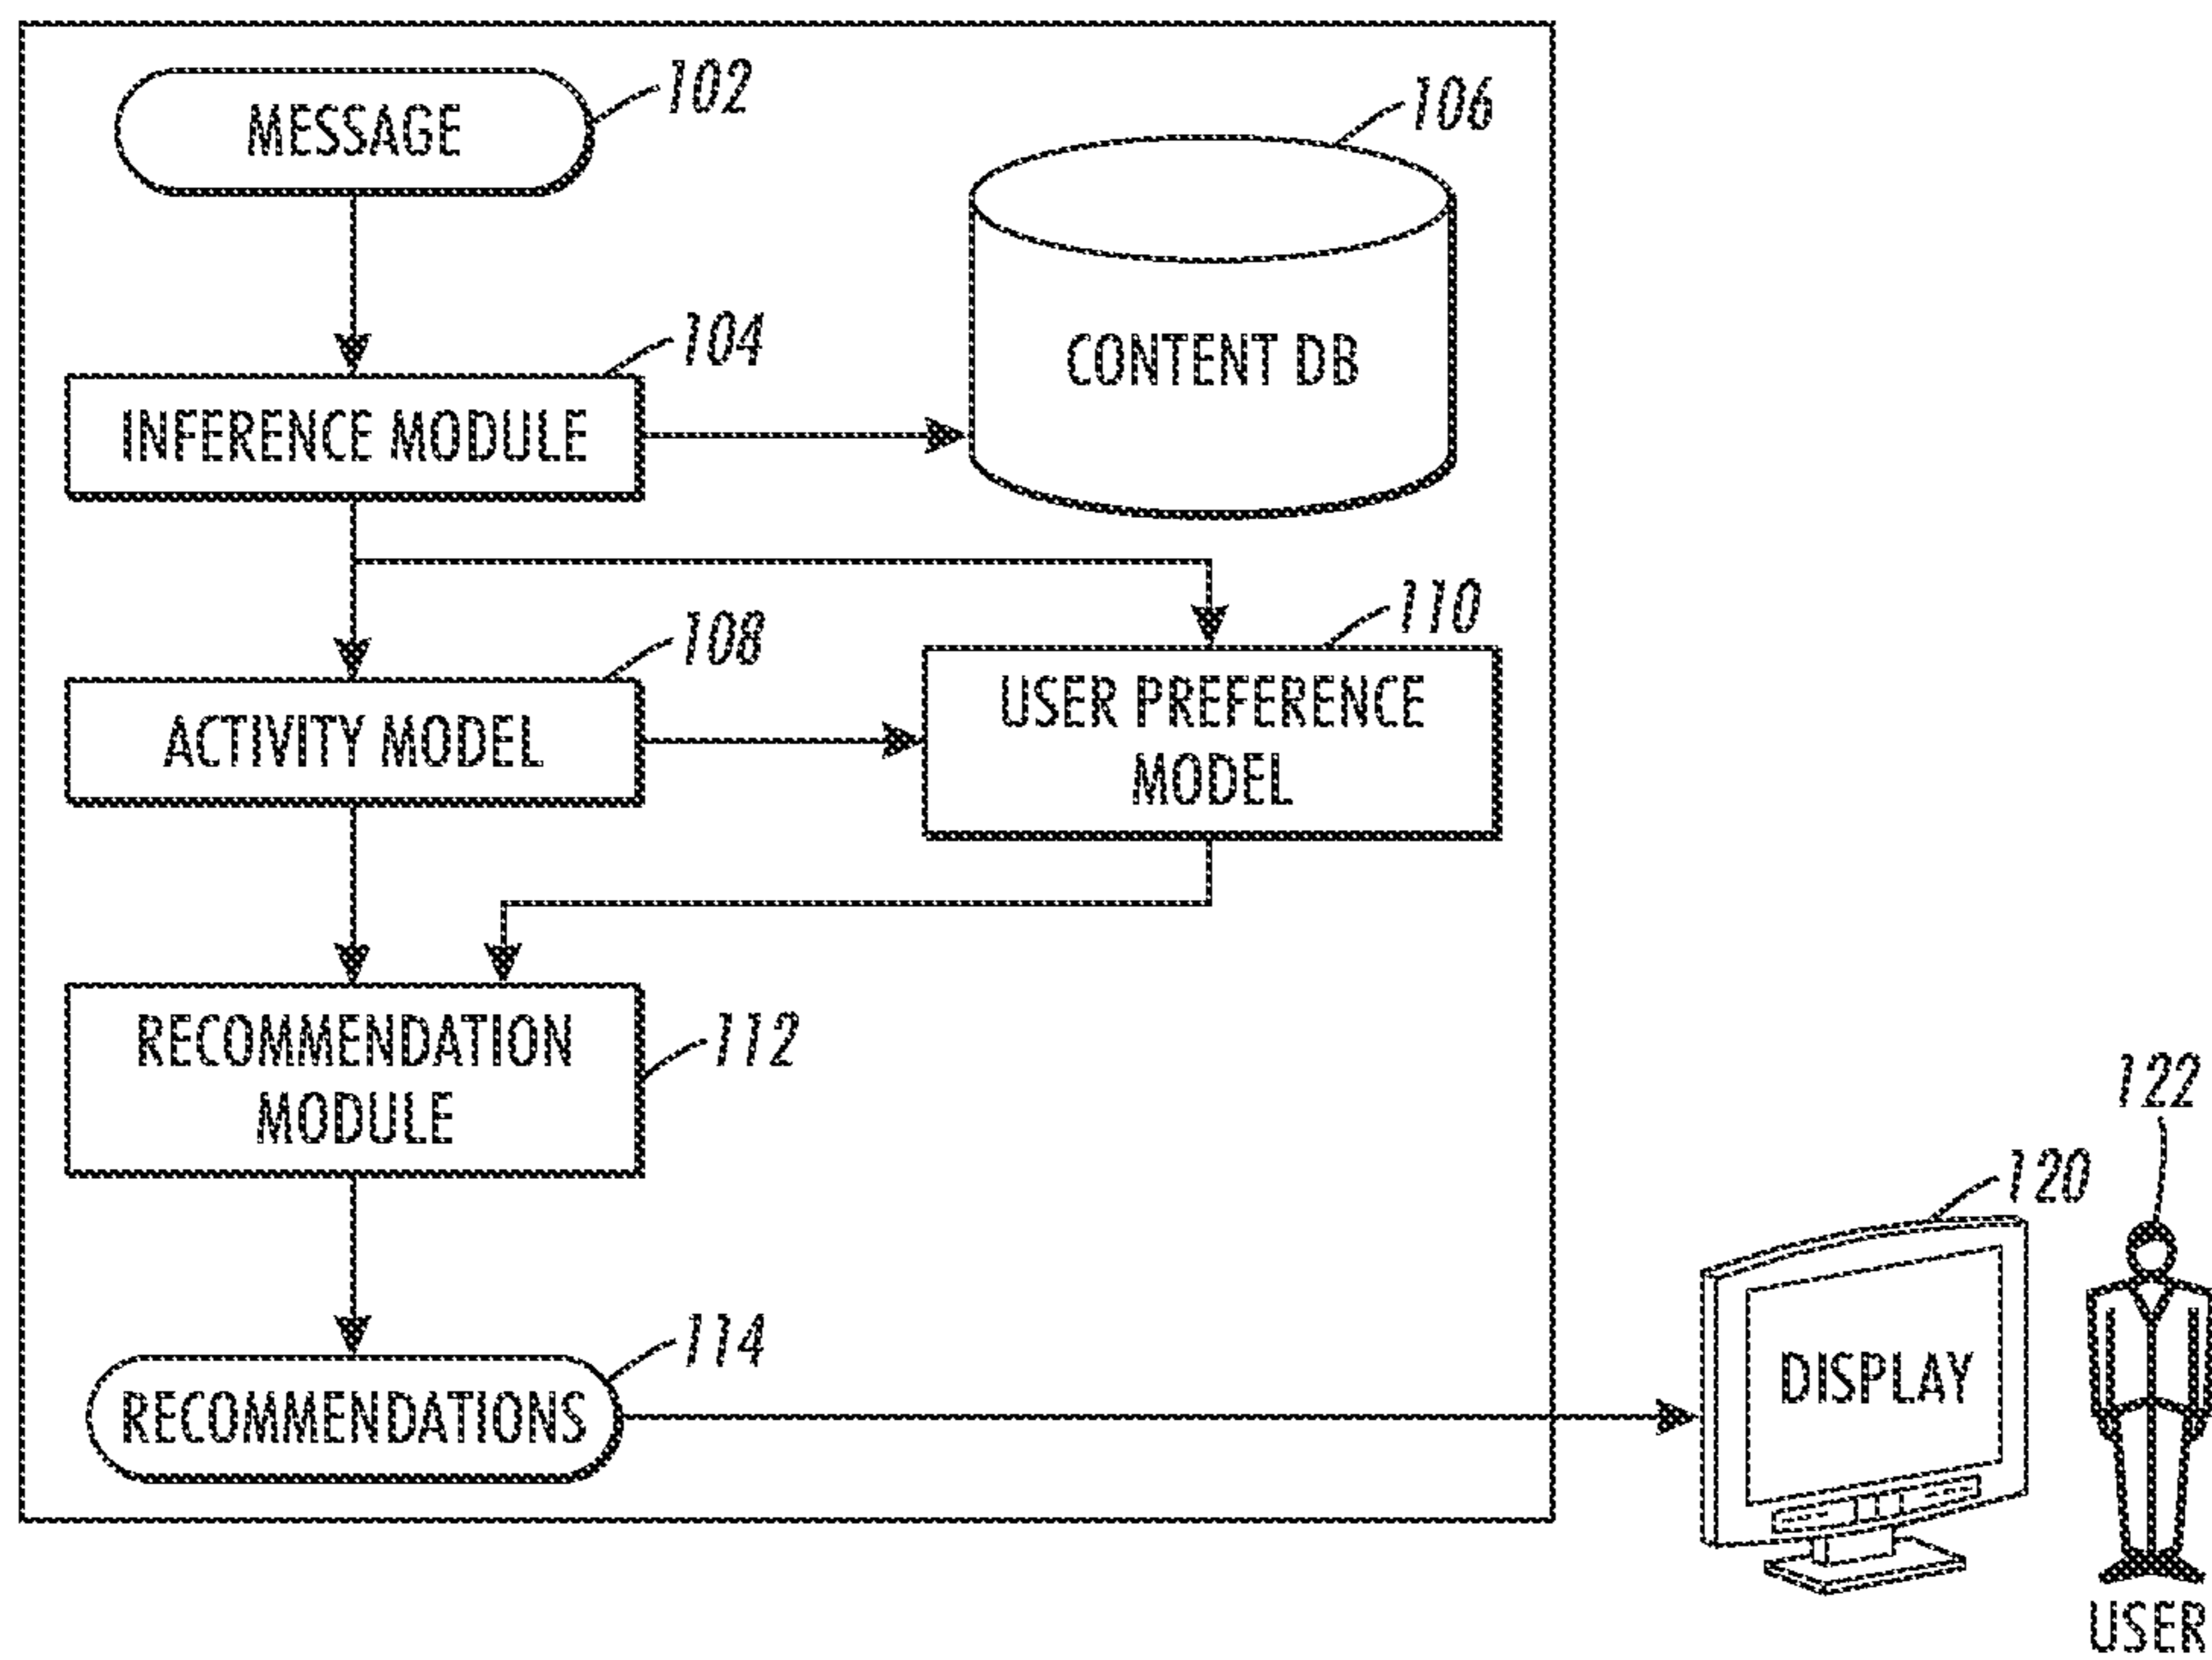 102
MESSAGE
106
104
CONTENT DB
INFERENCE MODULE
108
110
ACTIVITY MODEL
USER PREFERENCE
MODEL
RECOMMENDATION
MODULE
112
122
120
114
RECOMMENDATIONS
DISPLAY
USER